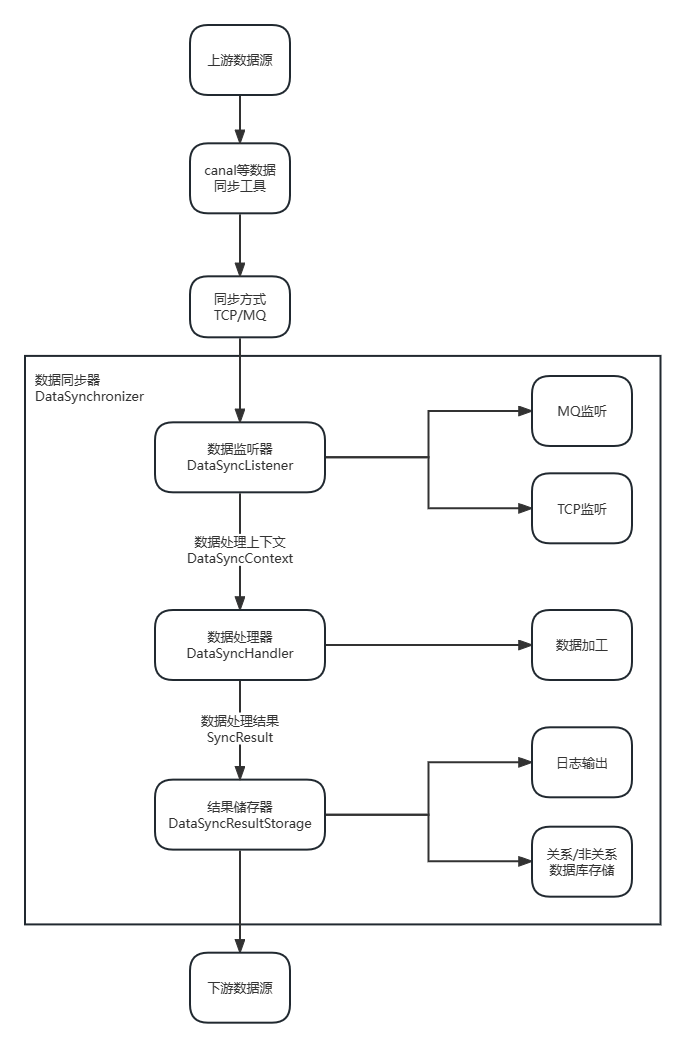 上游数据源
canal等数据
同步工具
同步方式
TCP/MQ
数据同步器
DataSynchronizer
数据监听器
DataSyncListener
MQ监听
TCP监听
数据处理上下文
DataSyncContext
数据处理器
DataSyncHandler
数据加工
数据处理结果
SyncResult
结果储存器
DataSyncResultStorage
日志输出
关系/非关系
数据库存储
下游数据源